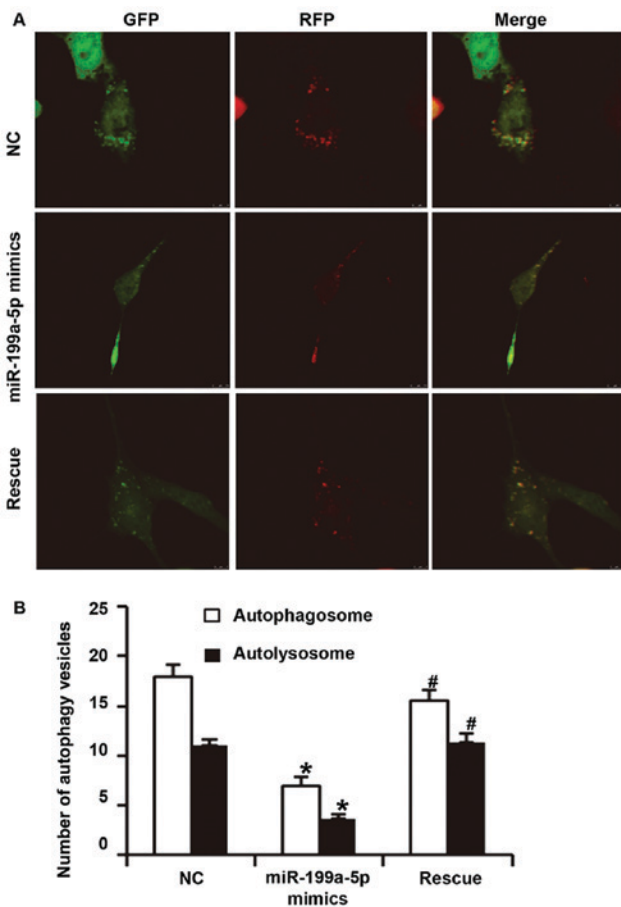 A
GFP RFP Merge
NC
miR-199a-5p mimics
Rescue
B
Number of autophagy vesicles
25
20
15
10
5
0
Autophagosome
Autolysosome
* *
# #
NC miR-199a-5p mimics Rescue